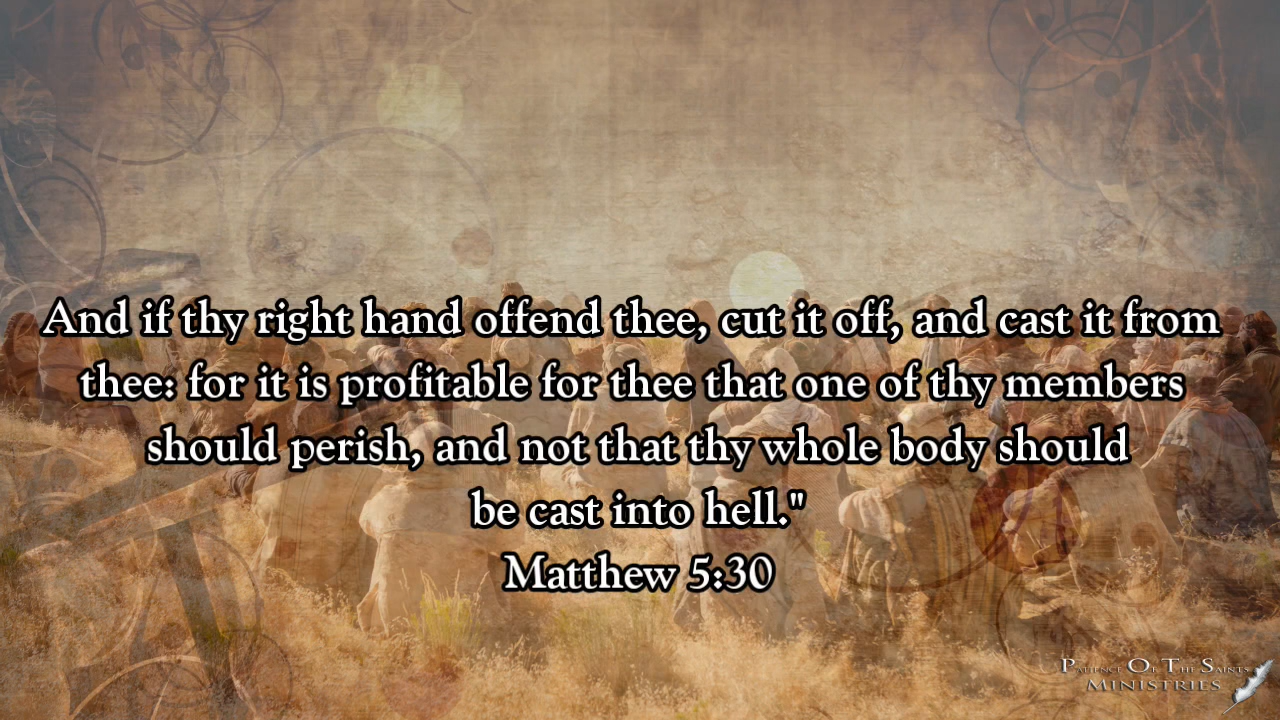 And if thy right hand offend thee, cut it off, and cast it from
thee: for it is profitable for thee that one of thy members
should perish, and not that thy whole body should
be cast into hell."
Matthew 5:30
Patience Of The Saints
Ministries